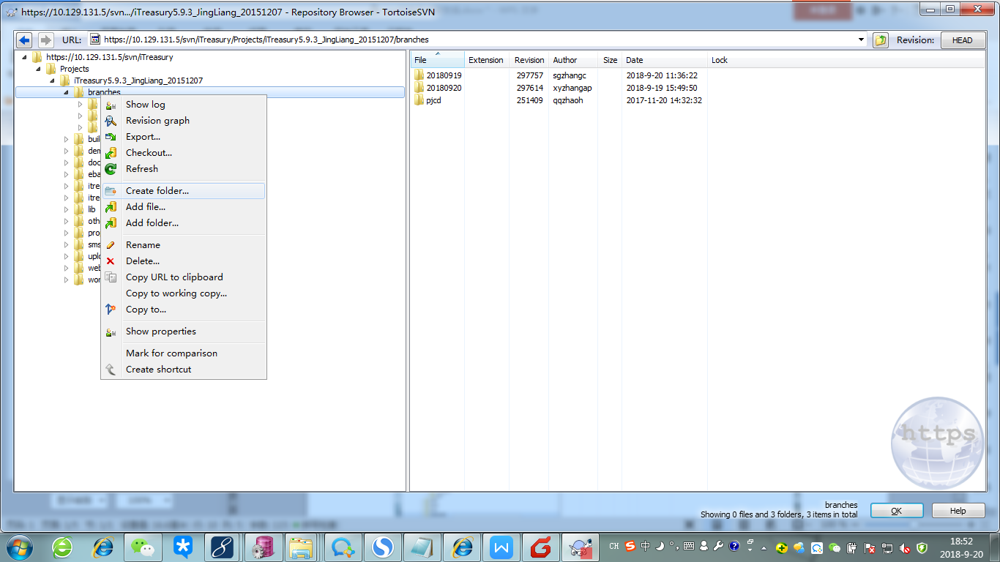 https://10.129.131.5/svn.../iTreasury5.9.3_JingLiang_20151207 - Repository Browser - TortoiseSVN
URL: https://10.129.131.5/svn/iTreasury/Projects/iTreasury5.9.3_JingLiang_20151207/branches Revision: HEAD
https://10.129.131.5/svn/iTreasury
Projects
iTreasury5.9.3_JingLiang_20151207
branches
buil
den
doc
eba
itre
itre
lib
oth
pro
sms
uplo
web
wor
Show log
Revision graph
Export...
Checkout...
Refresh
Create folder...
Add file...
Add folder...
Rename
Delete...
Copy URL to clipboard
Copy to working copy...
Copy to...
Show properties
Mark for comparison
Create shortcut
File Extension Revision Author Size Date Lock
20180919 297757 sgzhangc 2018-9-20 11:36:22
20180920 297614 xyzhangap 2018-9-19 15:49:50
pjcd 251409 qqzhaoh 2017-11-20 14:32:32
https
branches
Showing 0 files and 3 folders, 3 items in total
OK Help
CH 中 18:52
2018-9-20